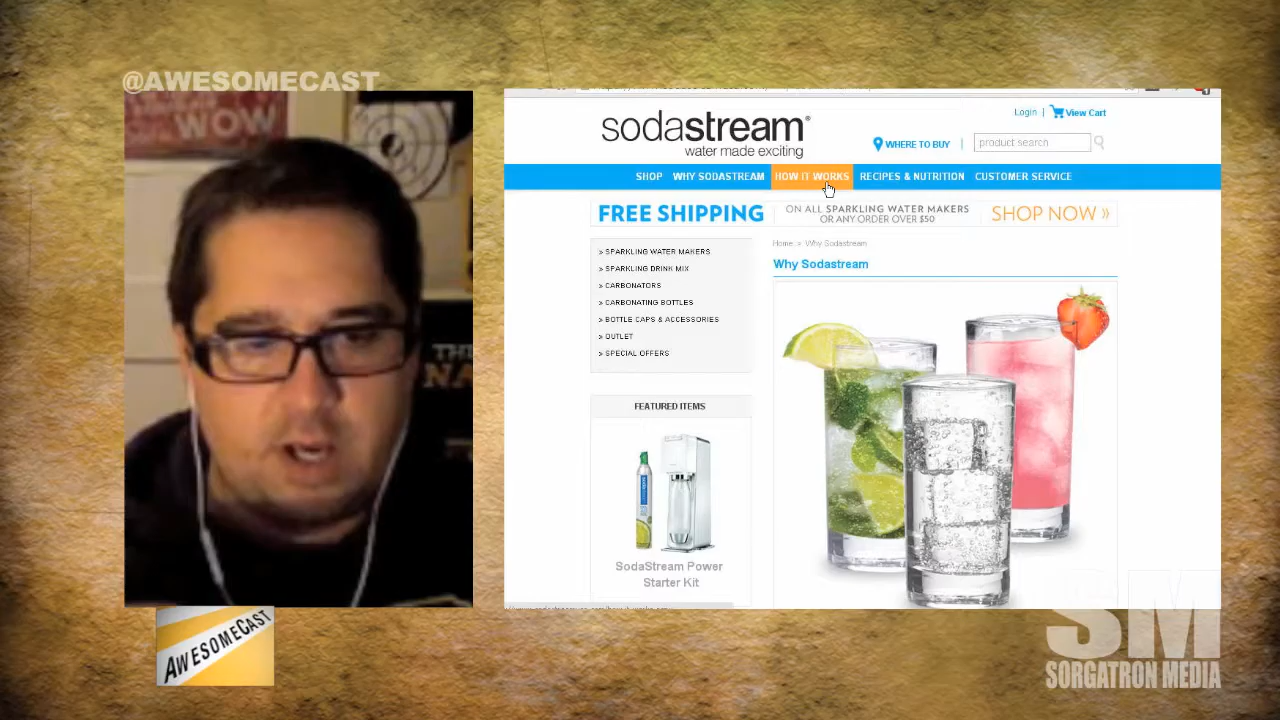 @AWESOMECAST
WOW
THE
NA
AWESOMECAST
sodastream®
water made exciting
Login | View Cart
WHERE TO BUY | product search
SHOP WHY SODASTREAM HOW IT WORKS RECIPES & NUTRITION CUSTOMER SERVICE
FREE SHIPPING ON ALL SPARKLING WATER MAKERS OR ANY ORDER OVER $50 SHOP NOW »
» SPARKLING WATER MAKERS
» SPARKLING DRINK MIX
» CARBONATORS
» CARBONATING BOTTLES
» BOTTLE CAPS & ACCESSORIES
» OUTLET
» SPECIAL OFFERS
FEATURED ITEMS
SodaStream Power
Starter Kit
Home > Why Sodastream
Why Sodastream
SM
SORGATRON MEDIA